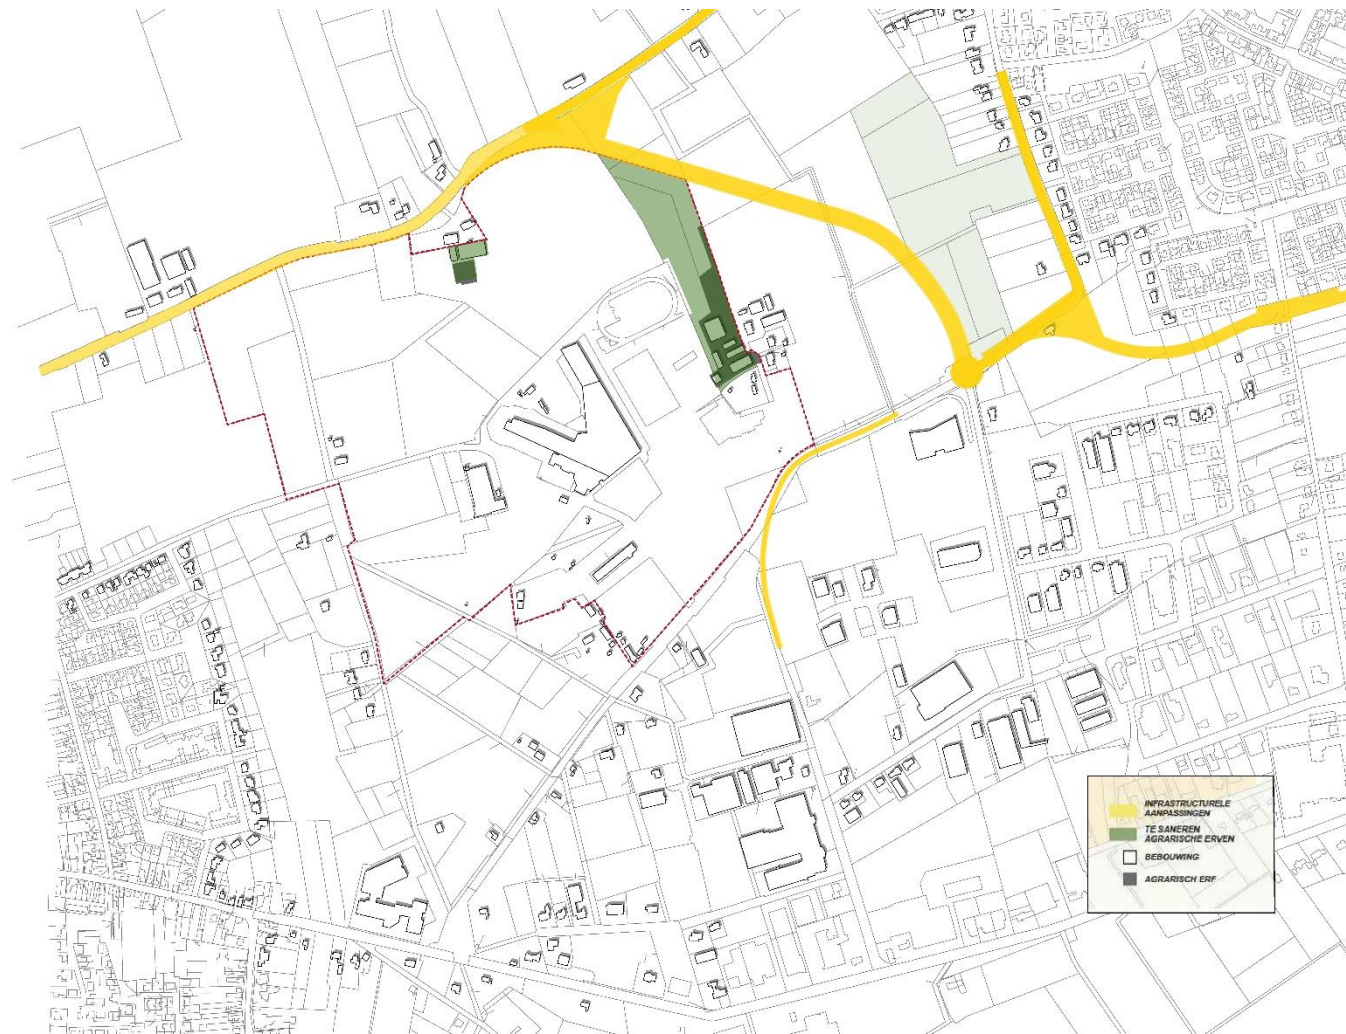 INFRASTRUCTURELE
AANPASSINGEN
TE SANEREN
AGRARISCHE ERVEN
BEBOUWING
AGRARISCH ERF